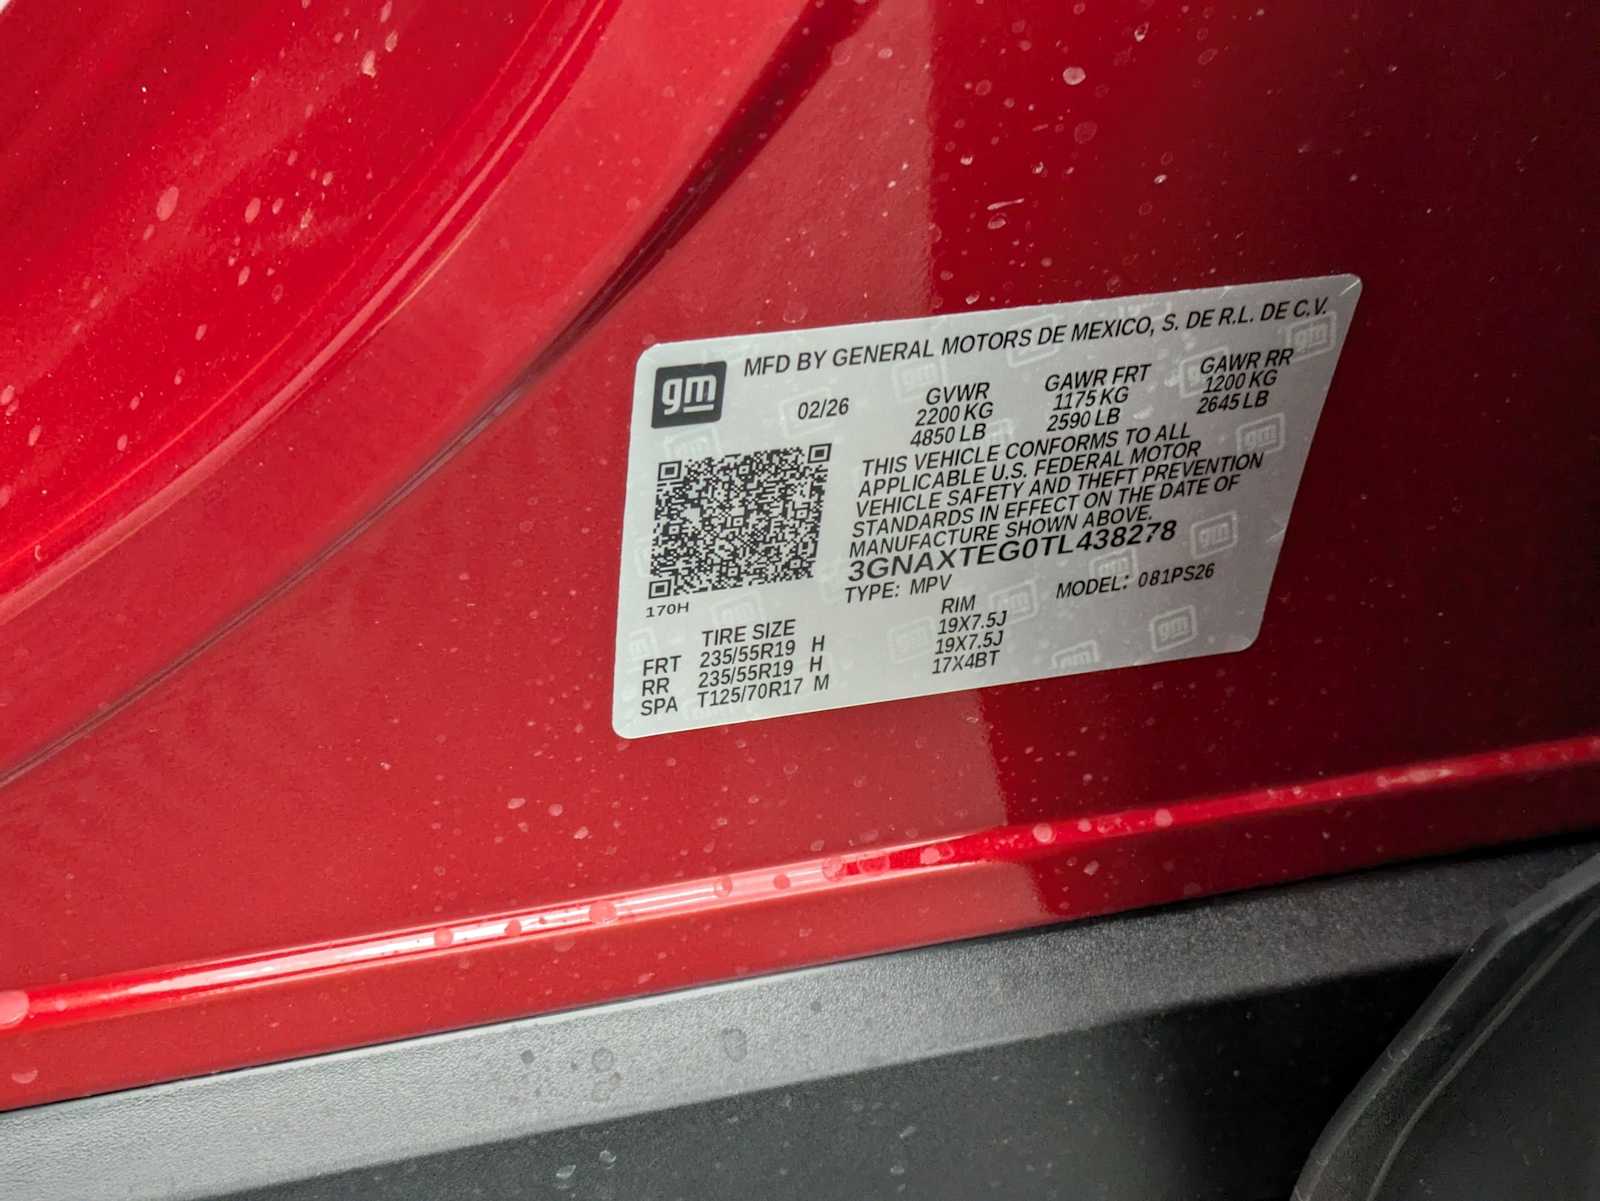 MFD BY GENERAL MOTORS DE MEXICO, S. DE R.L. DE C.V.
gm
02/26
GVWR GAWR FRT GAWR RR
2200 KG 1175 KG 1200 KG
4850 LB 2590 LB 2645 LB
THIS VEHICLE CONFORMS TO ALL
APPLICABLE U.S. FEDERAL MOTOR
VEHICLE SAFETY AND THEFT PREVENTION
STANDARDS IN EFFECT ON THE DATE OF
MANUFACTURE SHOWN ABOVE.
3GNAXTEG0TL438278
TYPE: MPV MODEL: 081PS26
170H
TIRE SIZE RIM
FRT 235/55R19 H 19X7.5J
RR 235/55R19 H 19X7.5J
SPA T125/70R17 M 17X4BT